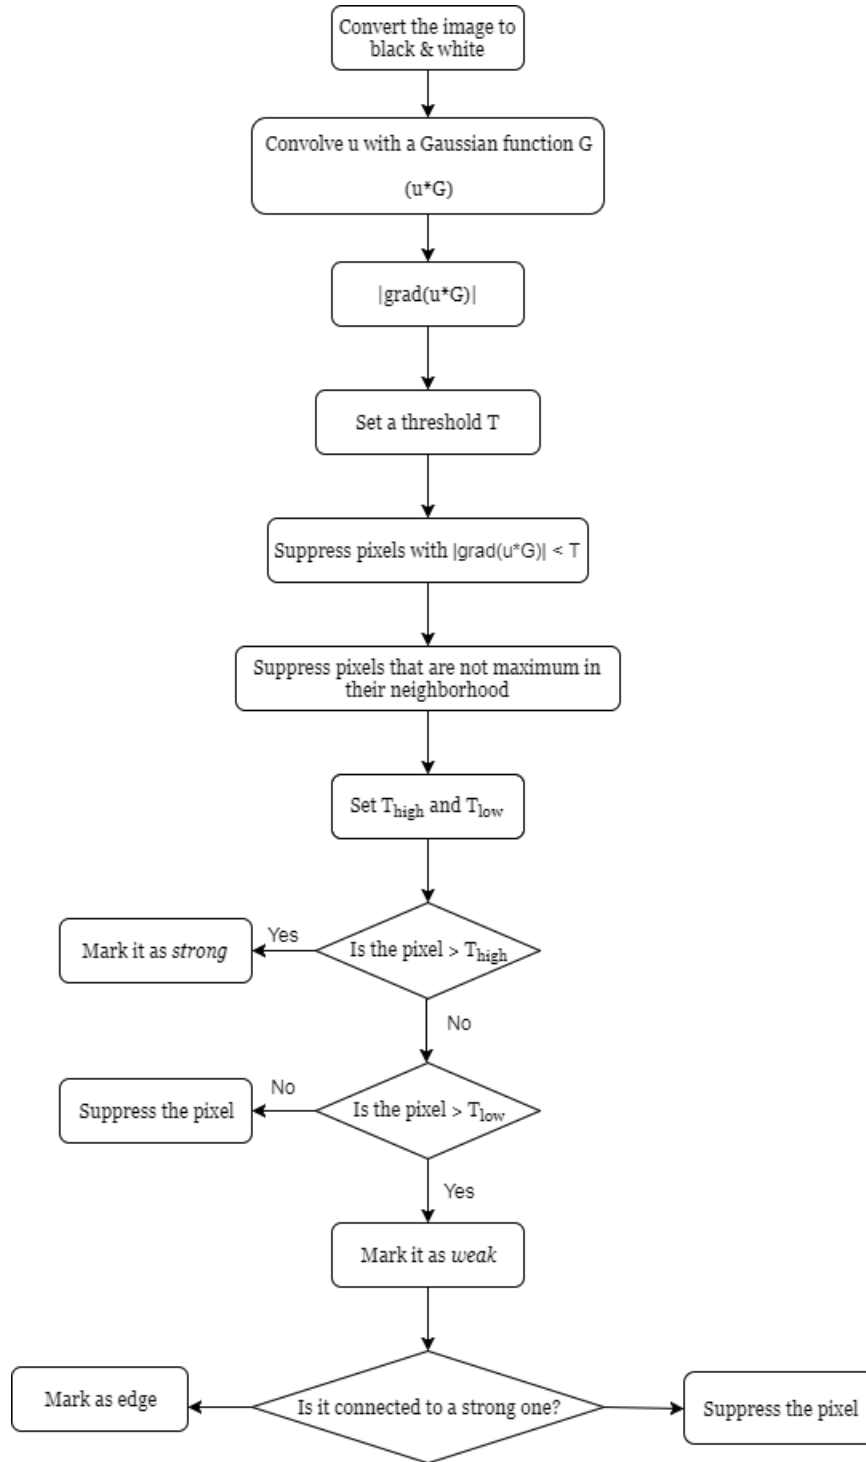 Convert the image to
black & white
Convolve u with a Gaussian function G
(u*G)
|grad(u*G)|
Set a threshold T
Suppress pixels with |grad(u*G)| < T
Suppress pixels that are not maximum in
their neighborhood
Set Thigh and Tlow
Is the pixel > Thigh
Yes
Mark it as strong
No
Is the pixel > Tlow
No
Suppress the pixel
Yes
Mark it as weak
Is it connected to a strong one?
Mark as edge
Suppress the pixel